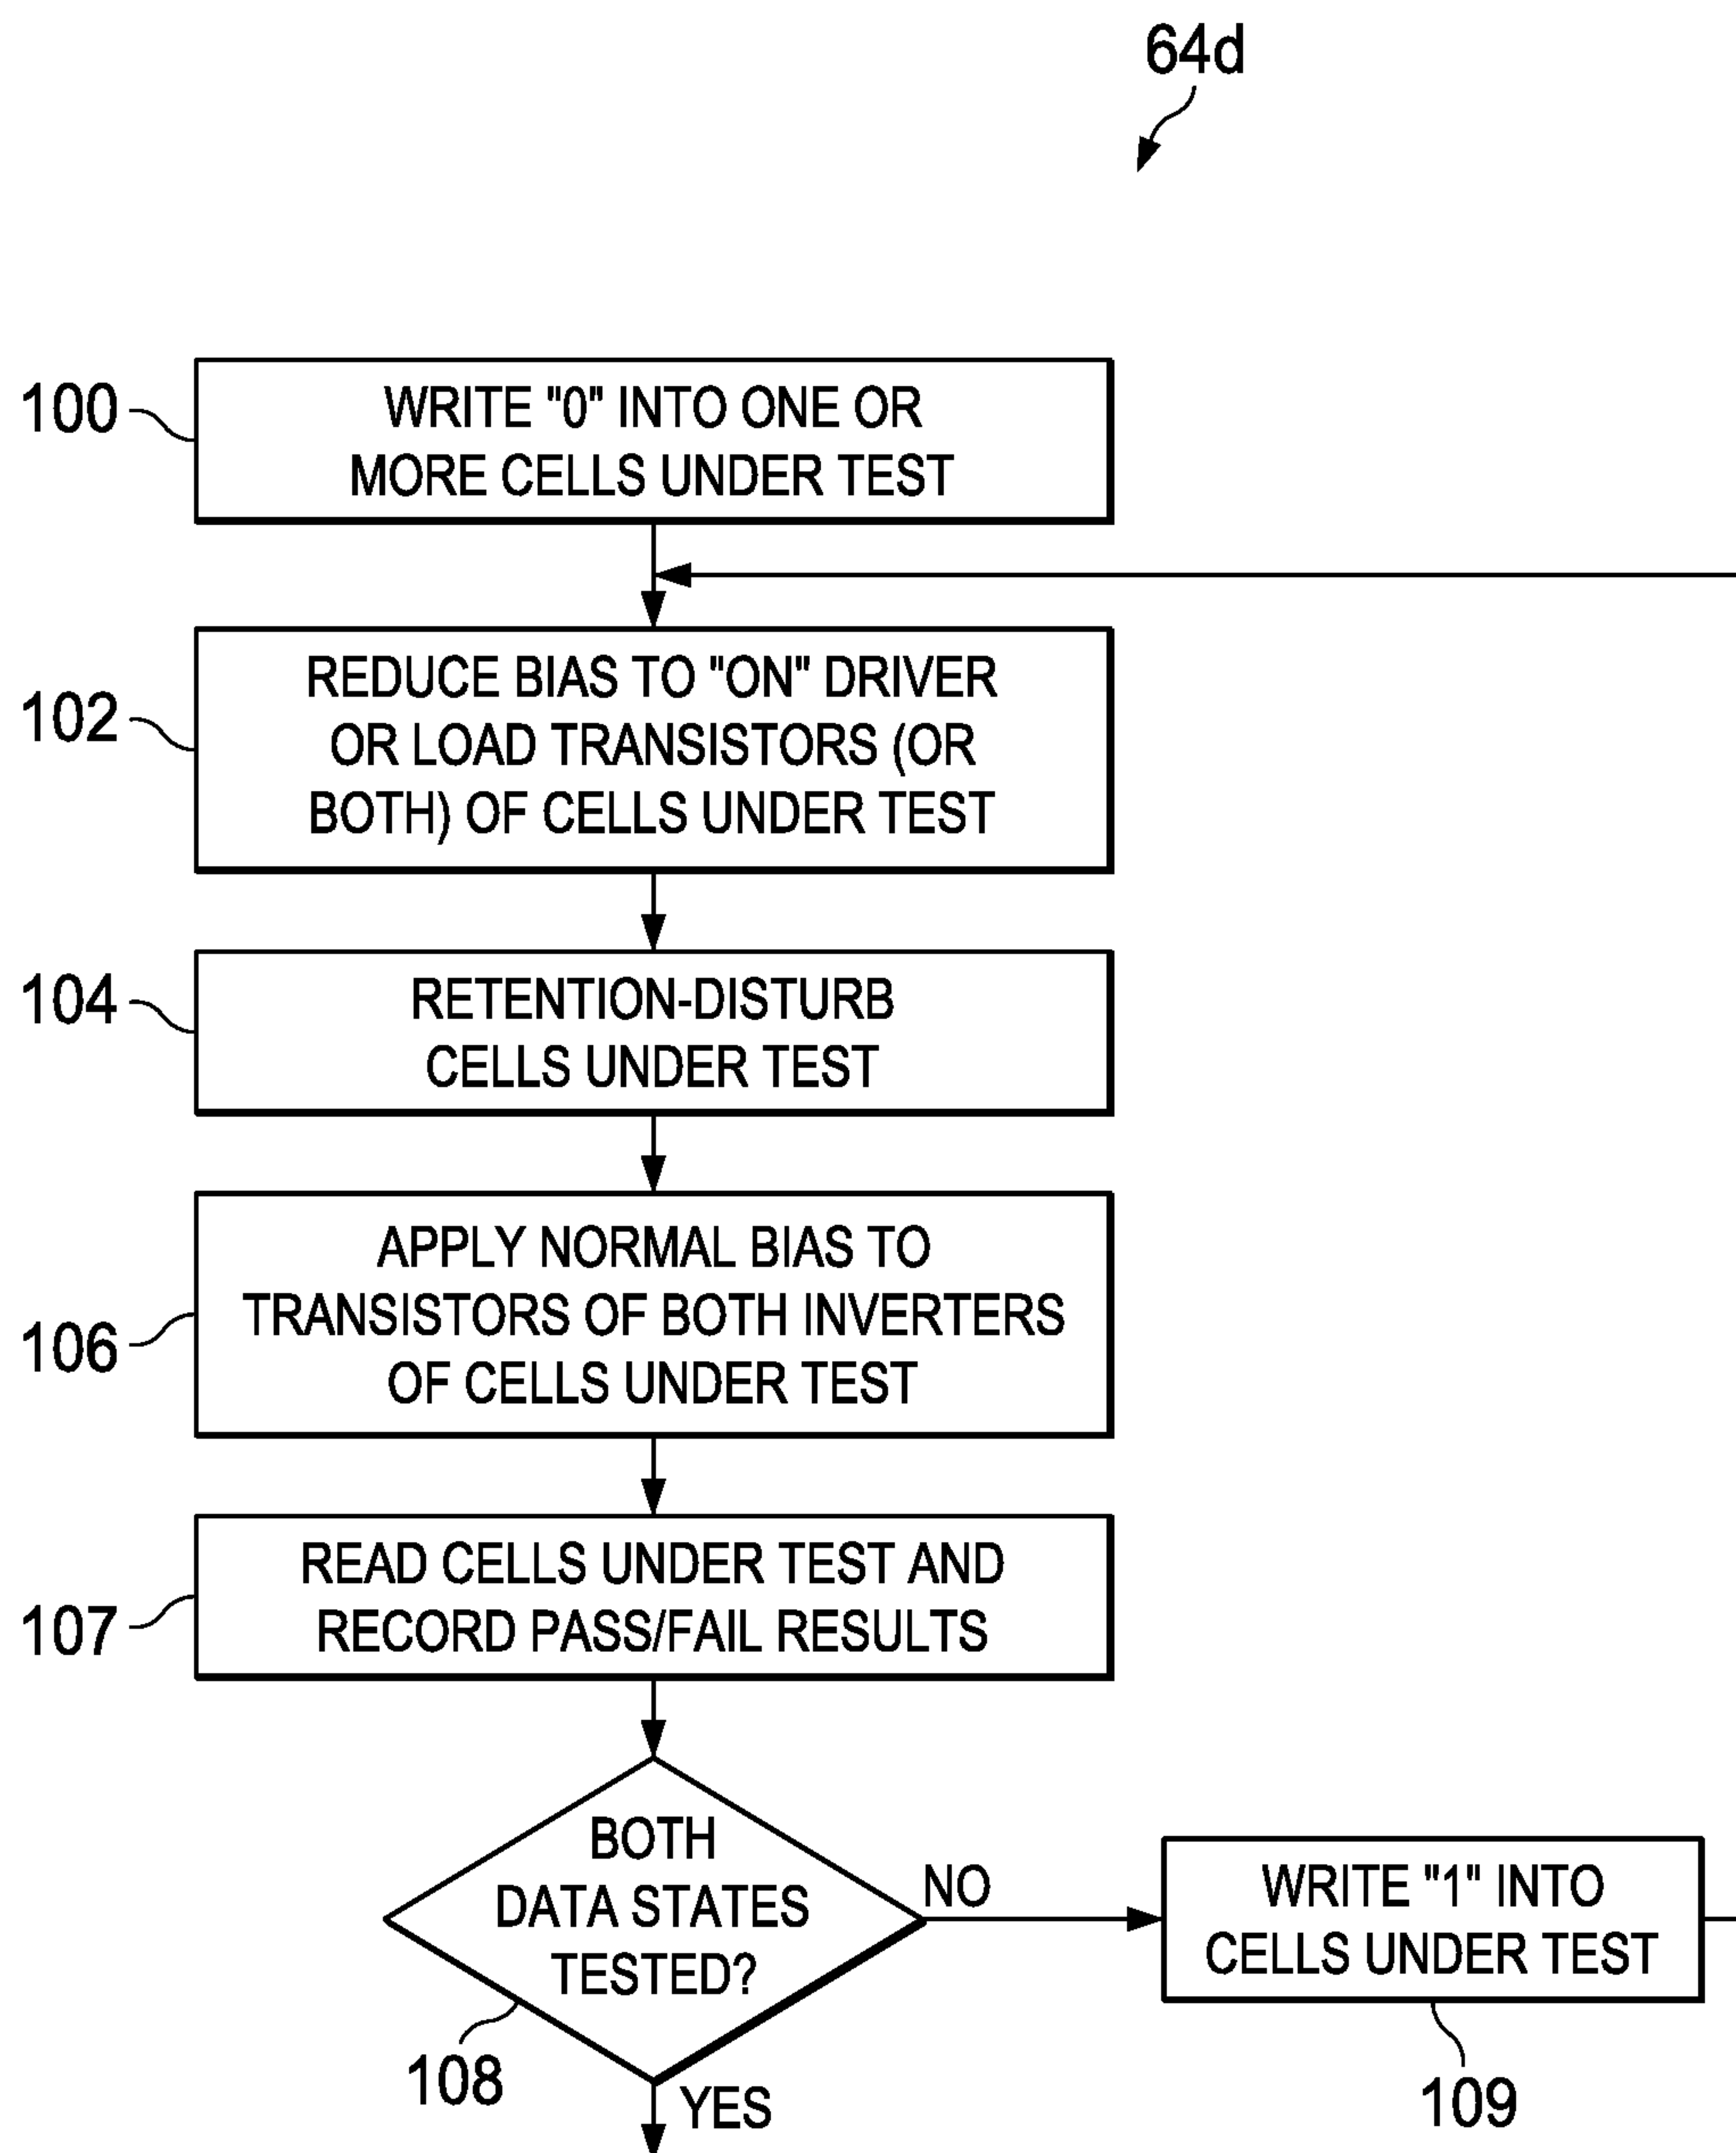 64d
100
WRITE "0" INTO ONE OR
MORE CELLS UNDER TEST
102
REDUCE BIAS TO "ON" DRIVER
OR LOAD TRANSISTORS (OR
BOTH) OF CELLS UNDER TEST
104
RETENTION-DISTURB
CELLS UNDER TEST
106
APPLY NORMAL BIAS TO
TRANSISTORS OF BOTH INVERTERS
OF CELLS UNDER TEST
107
READ CELLS UNDER TEST AND
RECORD PASS/FAIL RESULTS
BOTH
DATA STATES
TESTED?
108
NO
WRITE "1" INTO
CELLS UNDER TEST
109
YES